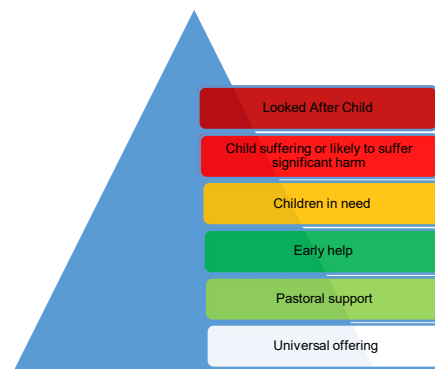 Looked After Child
Child suffering or likely to suffer
significant harm
Children in need
Early help
Pastoral support
Universal offering